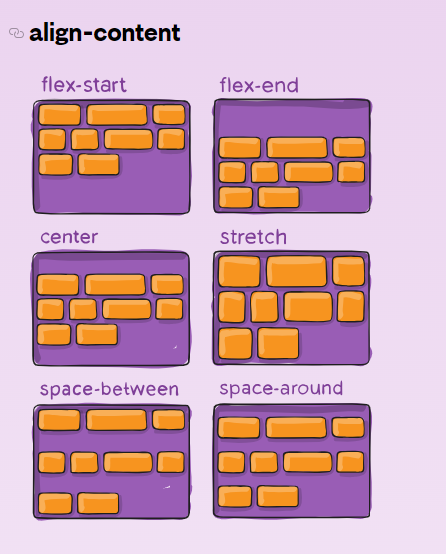 align-content
flex-start
flex-end
center
stretch
space-between
space-around